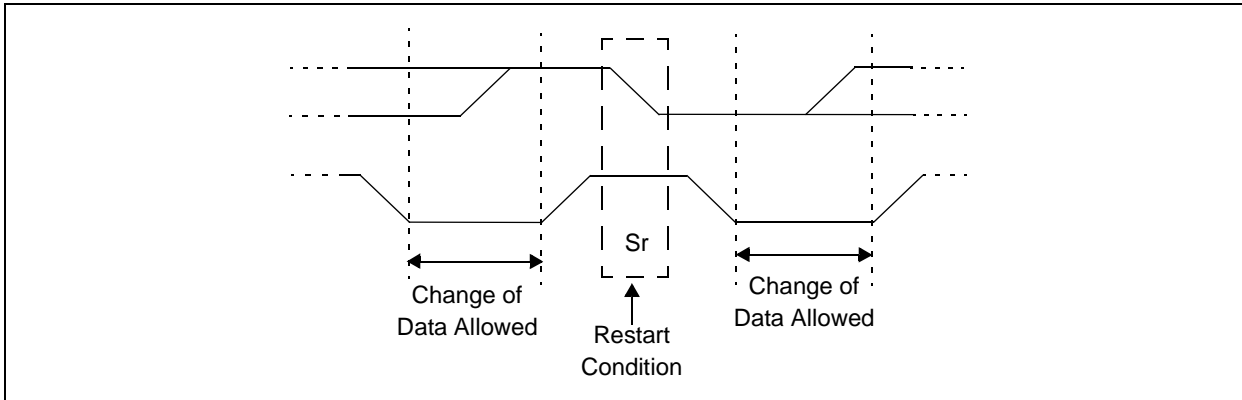 Sr
Change of
Data Allowed
Restart
Condition
Change of
Data Allowed